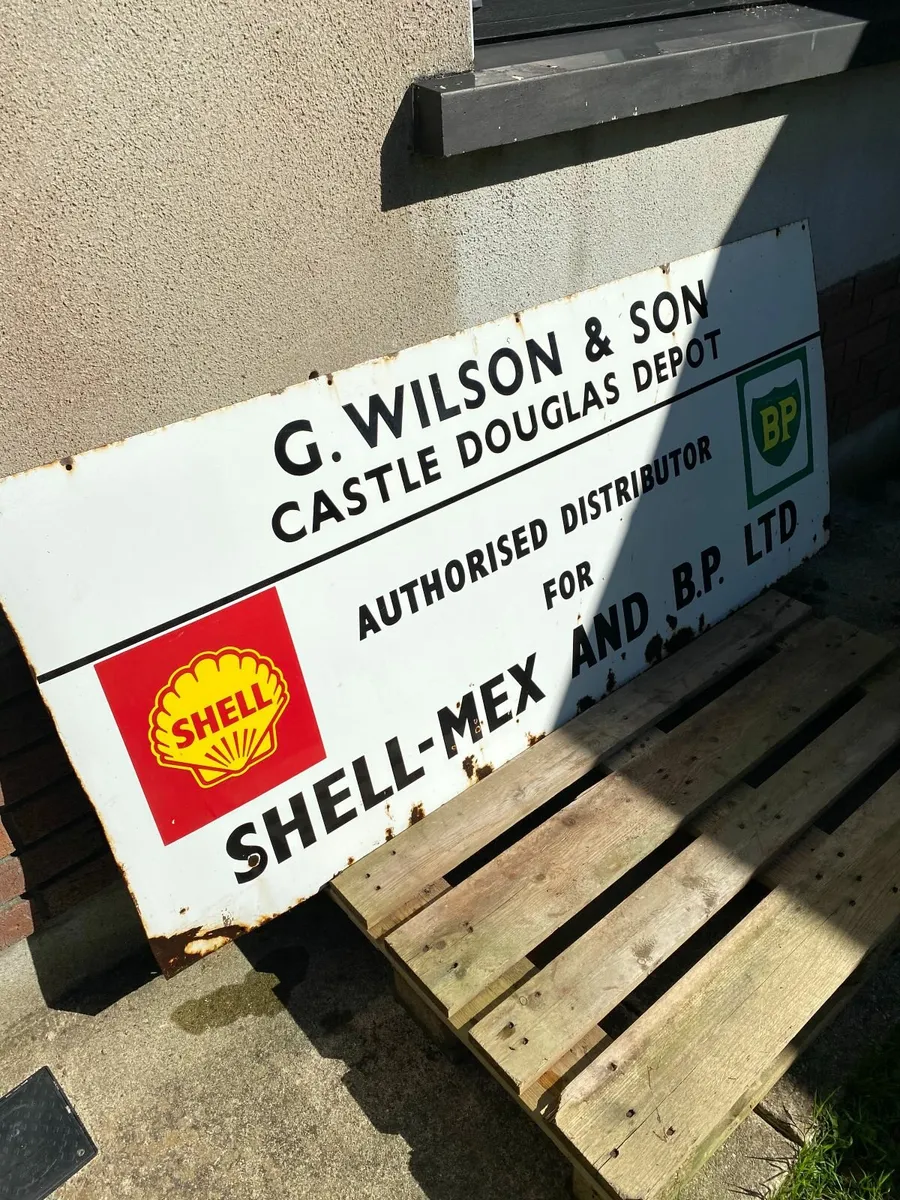 G. WILSON & SON
CASTLE DOUGLAS DEPOT
AUTHORISED DISTRIBUTOR
FOR
SHELL-MEX AND B.P. LTD
SHELL
BP